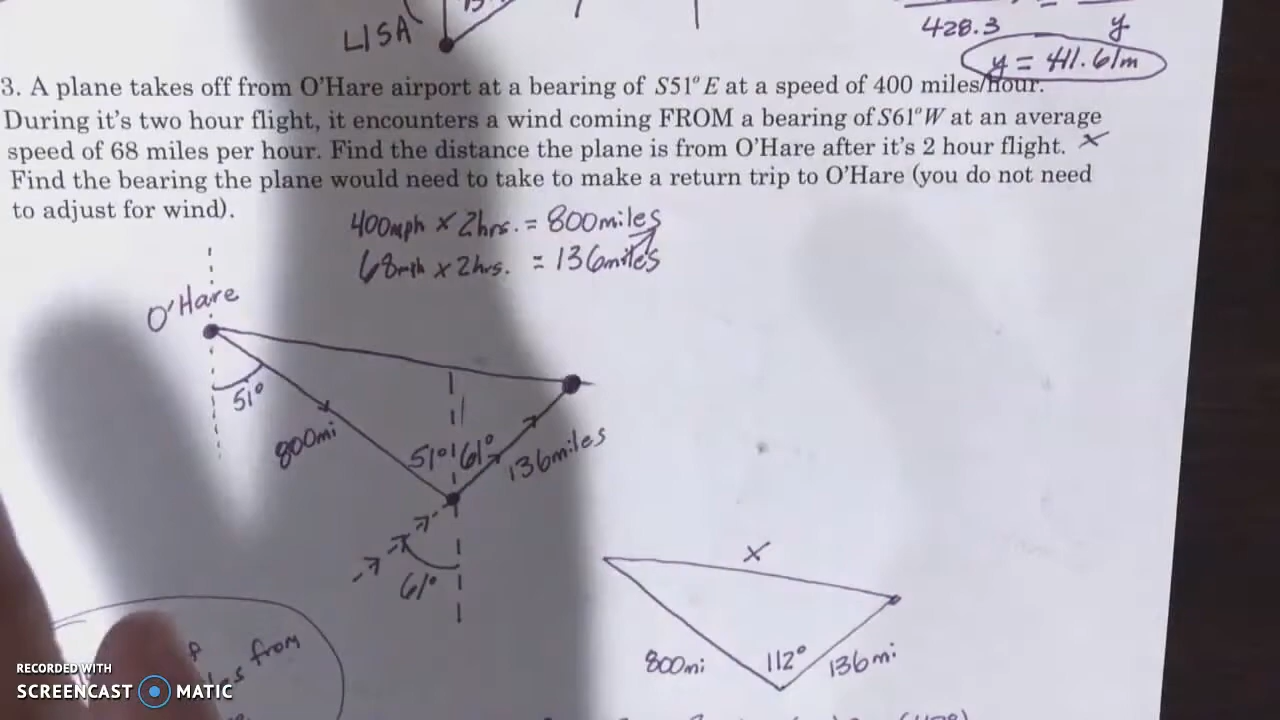 LISA
428.3 y
y = 411.61m
3. A plane takes off from O'Hare airport at a bearing of S51°E at a speed of 400 miles/hour.
During it's two hour flight, it encounters a wind coming FROM a bearing of S61°W at an average
speed of 68 miles per hour. Find the distance the plane is from O'Hare after it's 2 hour flight. x
Find the bearing the plane would need to take to make a return trip to O'Hare (you do not need
to adjust for wind).
400mph x 2hrs. = 800miles
68mph x 2hrs. = 136miles
O'Hare
51°
800mi
51° 61°
136miles
61°
x
800mi 112° 136mi
from
RECORDED WITH
SCREENCAST MATIC